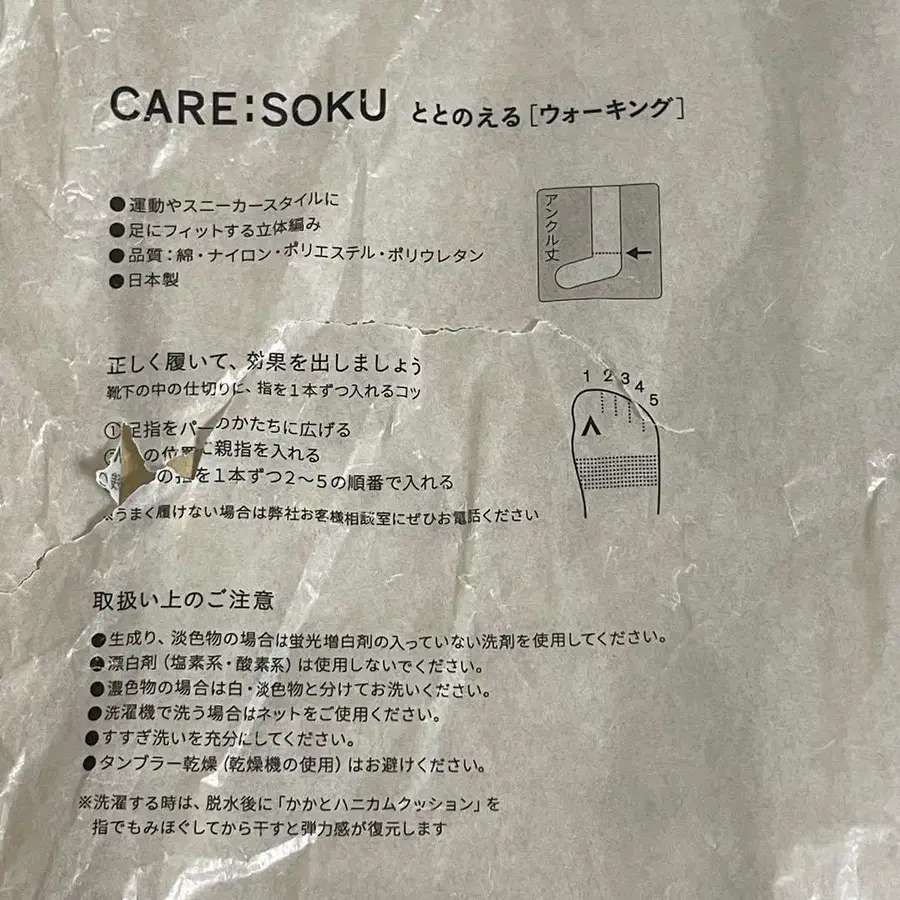 CARE:SOKU ととのえる［ウォーキング］
●運動やスニーカースタイルに
●足にフィットする立体編み
●品質：綿・ナイロン・ポリエステル・ポリウレタン
●日本製
アンクル丈
正しく履いて、効果を出しましょう
靴下の中の仕切りに、指を1本ずつ入れるコツ
①足指をパーのかたちに広げる
の位置に親指を入れる
の指を1本ずつ2〜5の順番で入れる
※うまく履けない場合は弊社お客様相談室にぜひお電話ください
1 2 3 4 5
取扱い上のご注意
●生成り、淡色物の場合は蛍光増白剤の入っていない洗剤を使用してください。
●漂白剤（塩素系・酸素系）は使用しないでください。
●濃色物の場合は白・淡色物と分けてお洗いください。
●洗濯機で洗う場合はネットをご使用ください。
●すすぎ洗いを充分にしてください。
●タンブラー乾燥（乾燥機の使用）はお避けください。
※洗濯する時は、脱水後に「かかとハニカムクッション」を
指でもみほぐしてから干すと弾力感が復元します